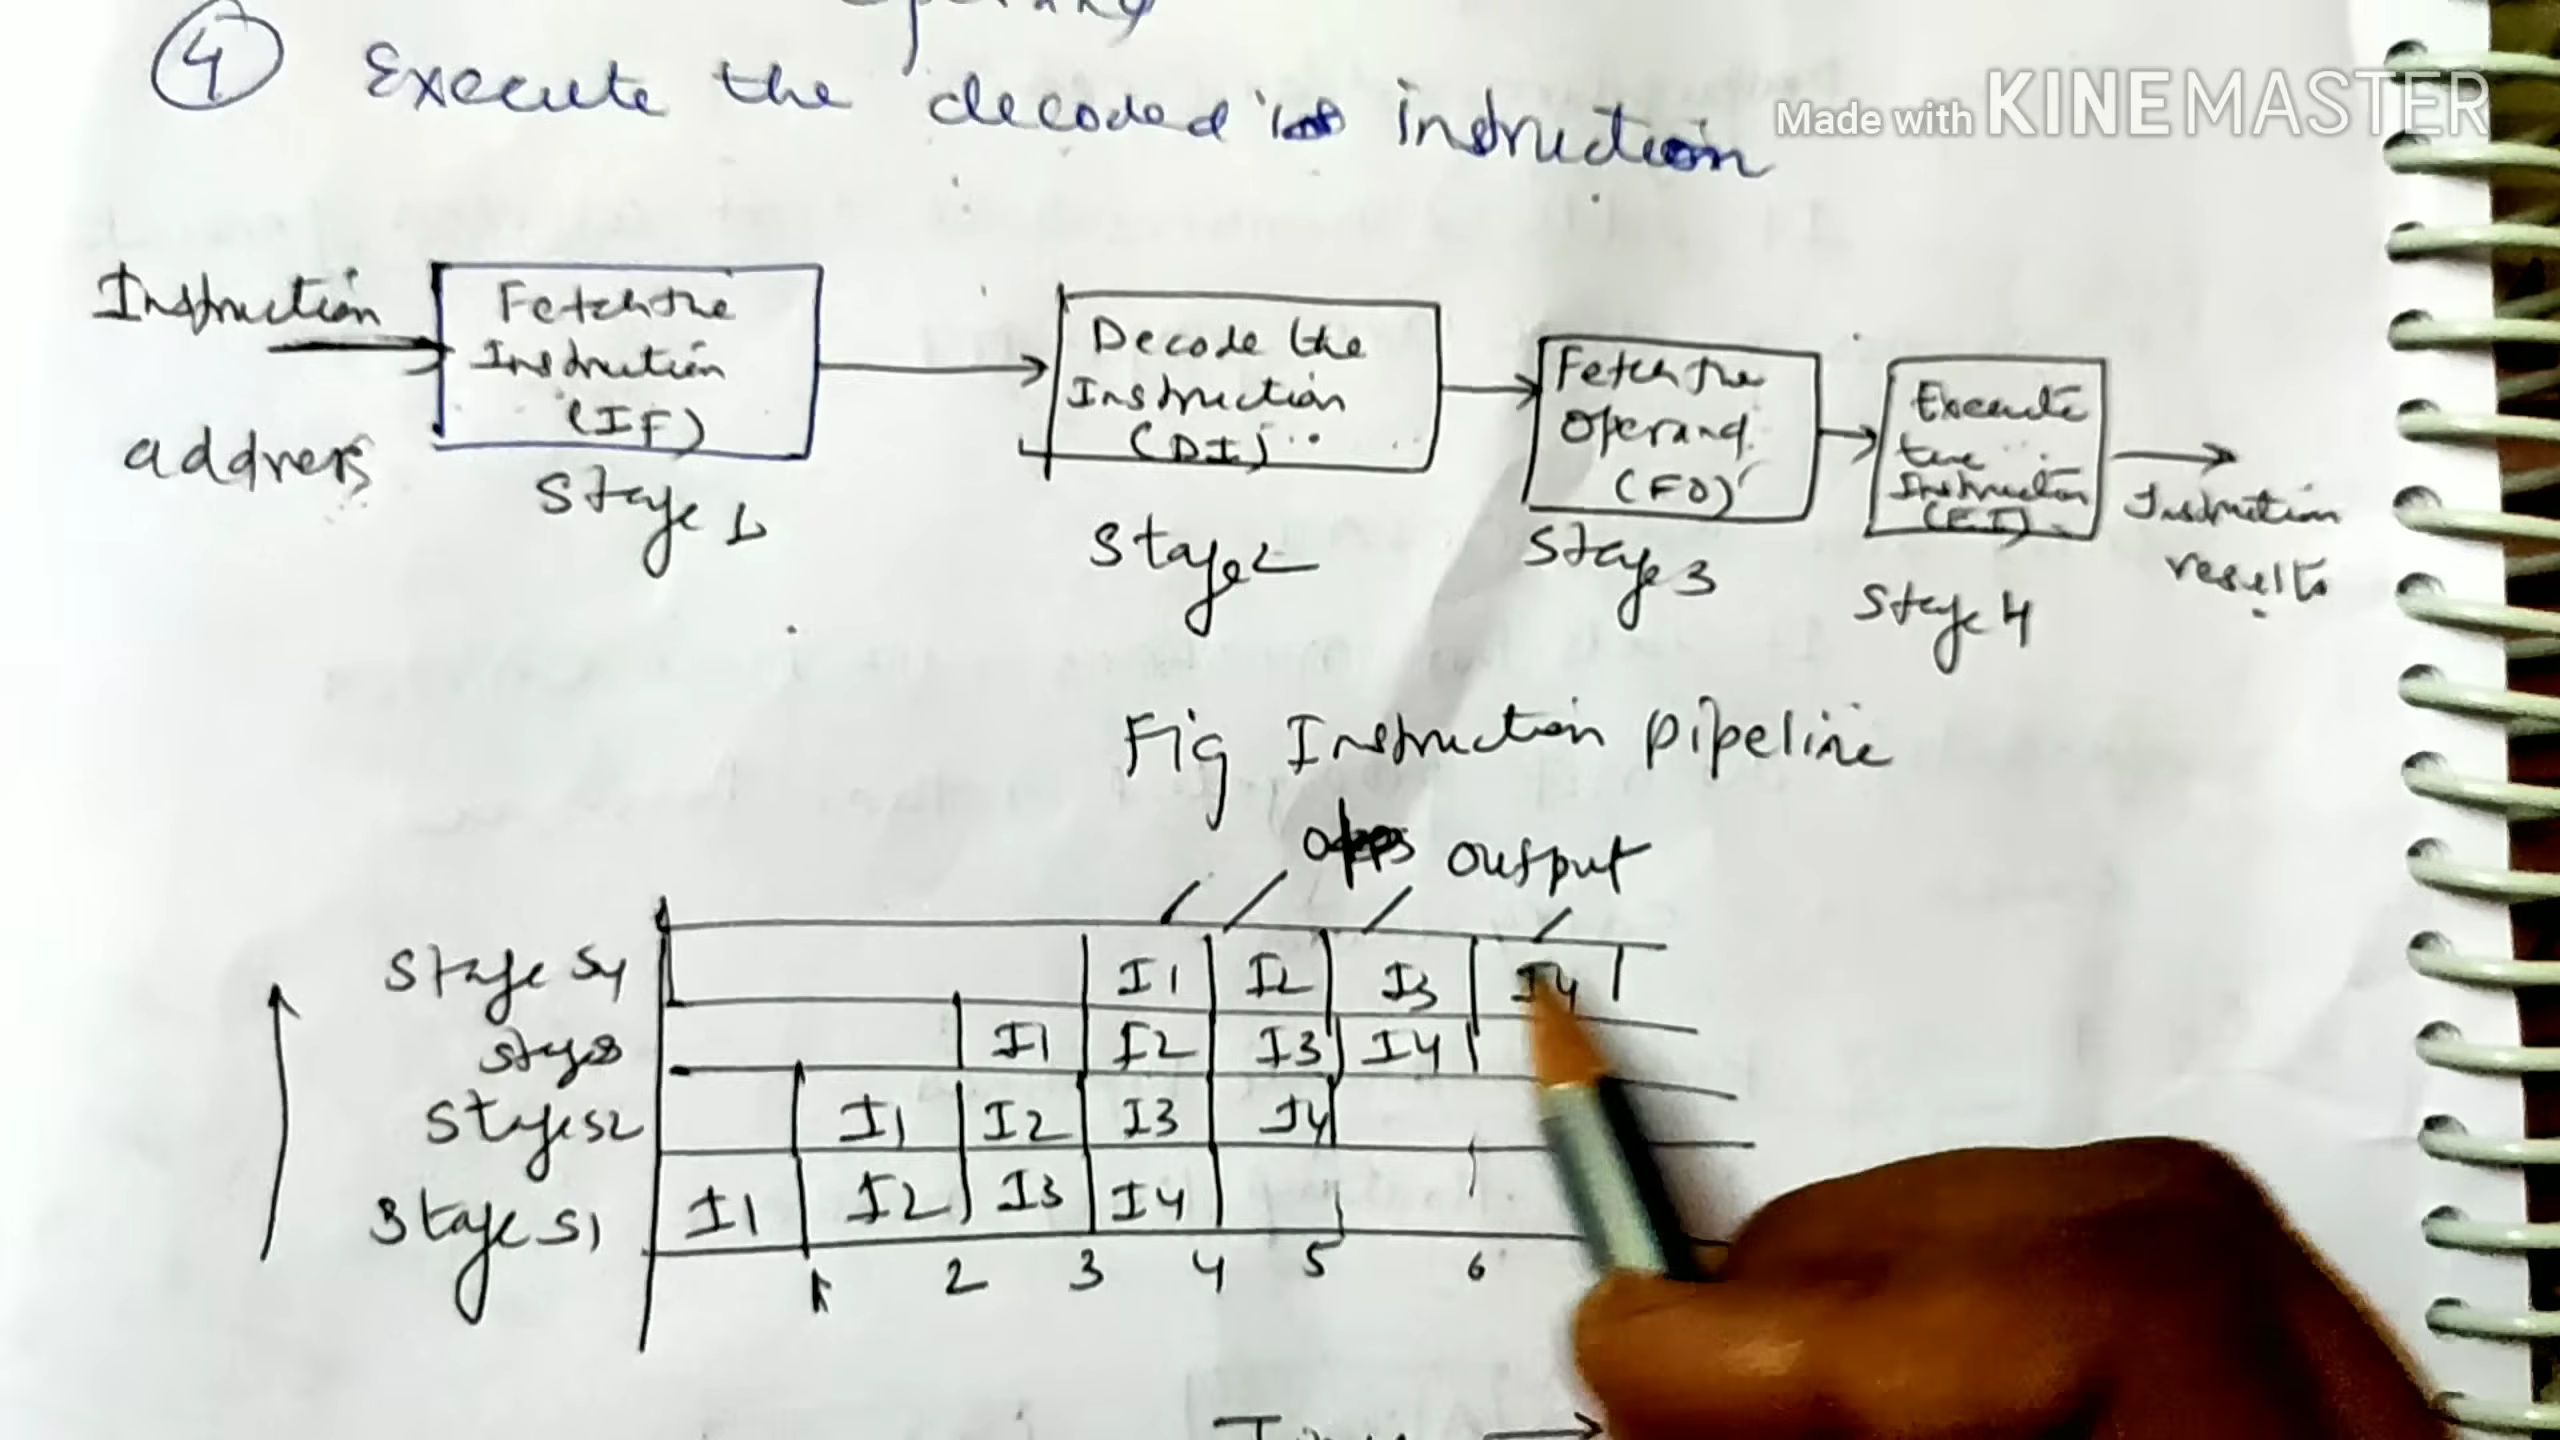 ④ Execute the decoded instruction
Made with KINEMASTER
Instruction
address
Fetch the
Instruction
(IF)
Stage 1
Decode the
Instruction
(DI)
Stage 2
Fetch the
Operand
(FO)
Stage 3
Execute
the
Instruction
(EI)
Stage 4
Instruction
results
Fig Instruction pipeline
output
Stage S4 I1 I2 I3 I4
I1 I2 I3 I4
Stage S2 I1 I2 I3 I4
Stage S1 I1 I2 I3 I4
1 2 3 4 5 6